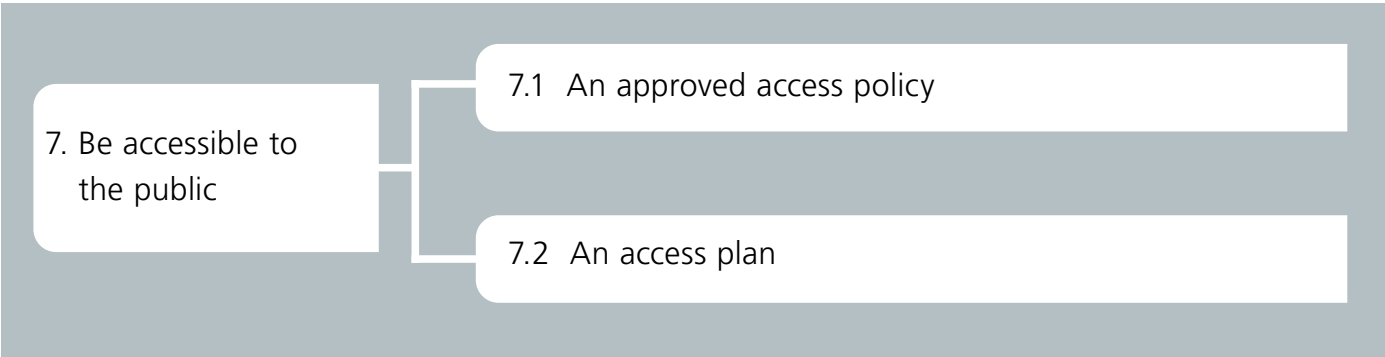 7. Be accessible to
the public
7.1 An approved access policy
7.2 An access plan